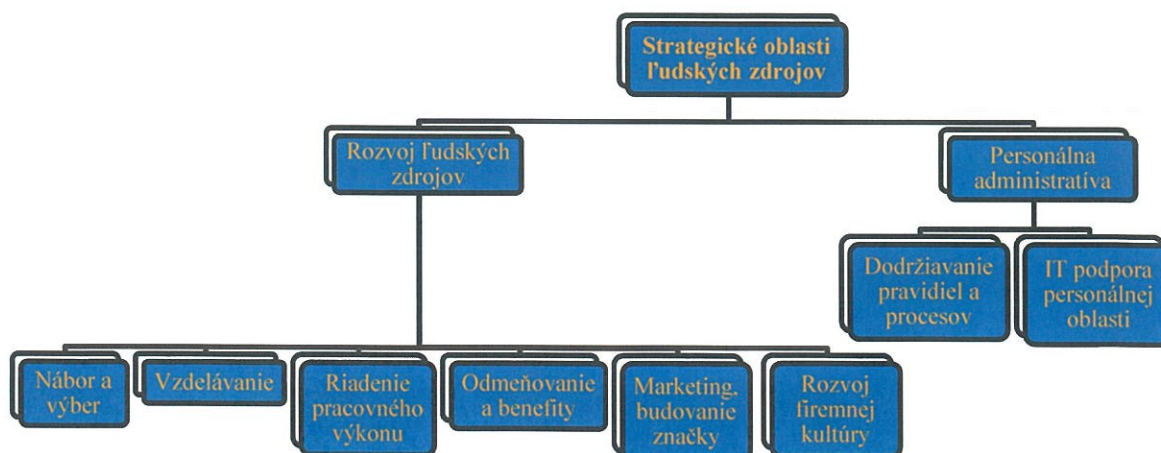 Strategické oblasti
ľudských zdrojov
Rozvoj ľudských
zdrojov
Personálna
administratíva
Dodržiavanie
pravidiel a
procesov
IT podpora
personálnej
oblasti
Nábor a
výber
Vzdelávanie
Riadenie
pracovného
výkonu
Odmeňovanie
a benefity
Marketing,
budovanie
značky
Rozvoj
firemnej
kultúry